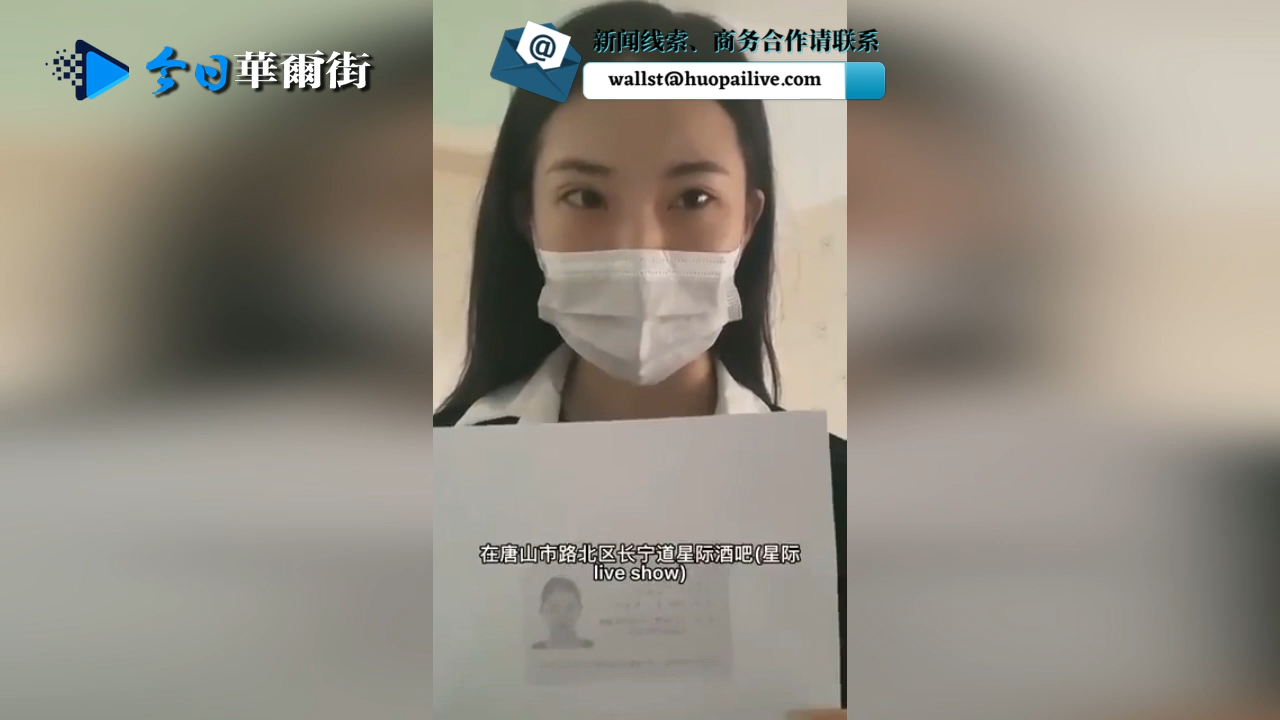 今日華爾街
新闻线索、商务合作请联系
wallst@huopailive.com
在唐山市路北区长宁道星际酒吧(星际
live show)